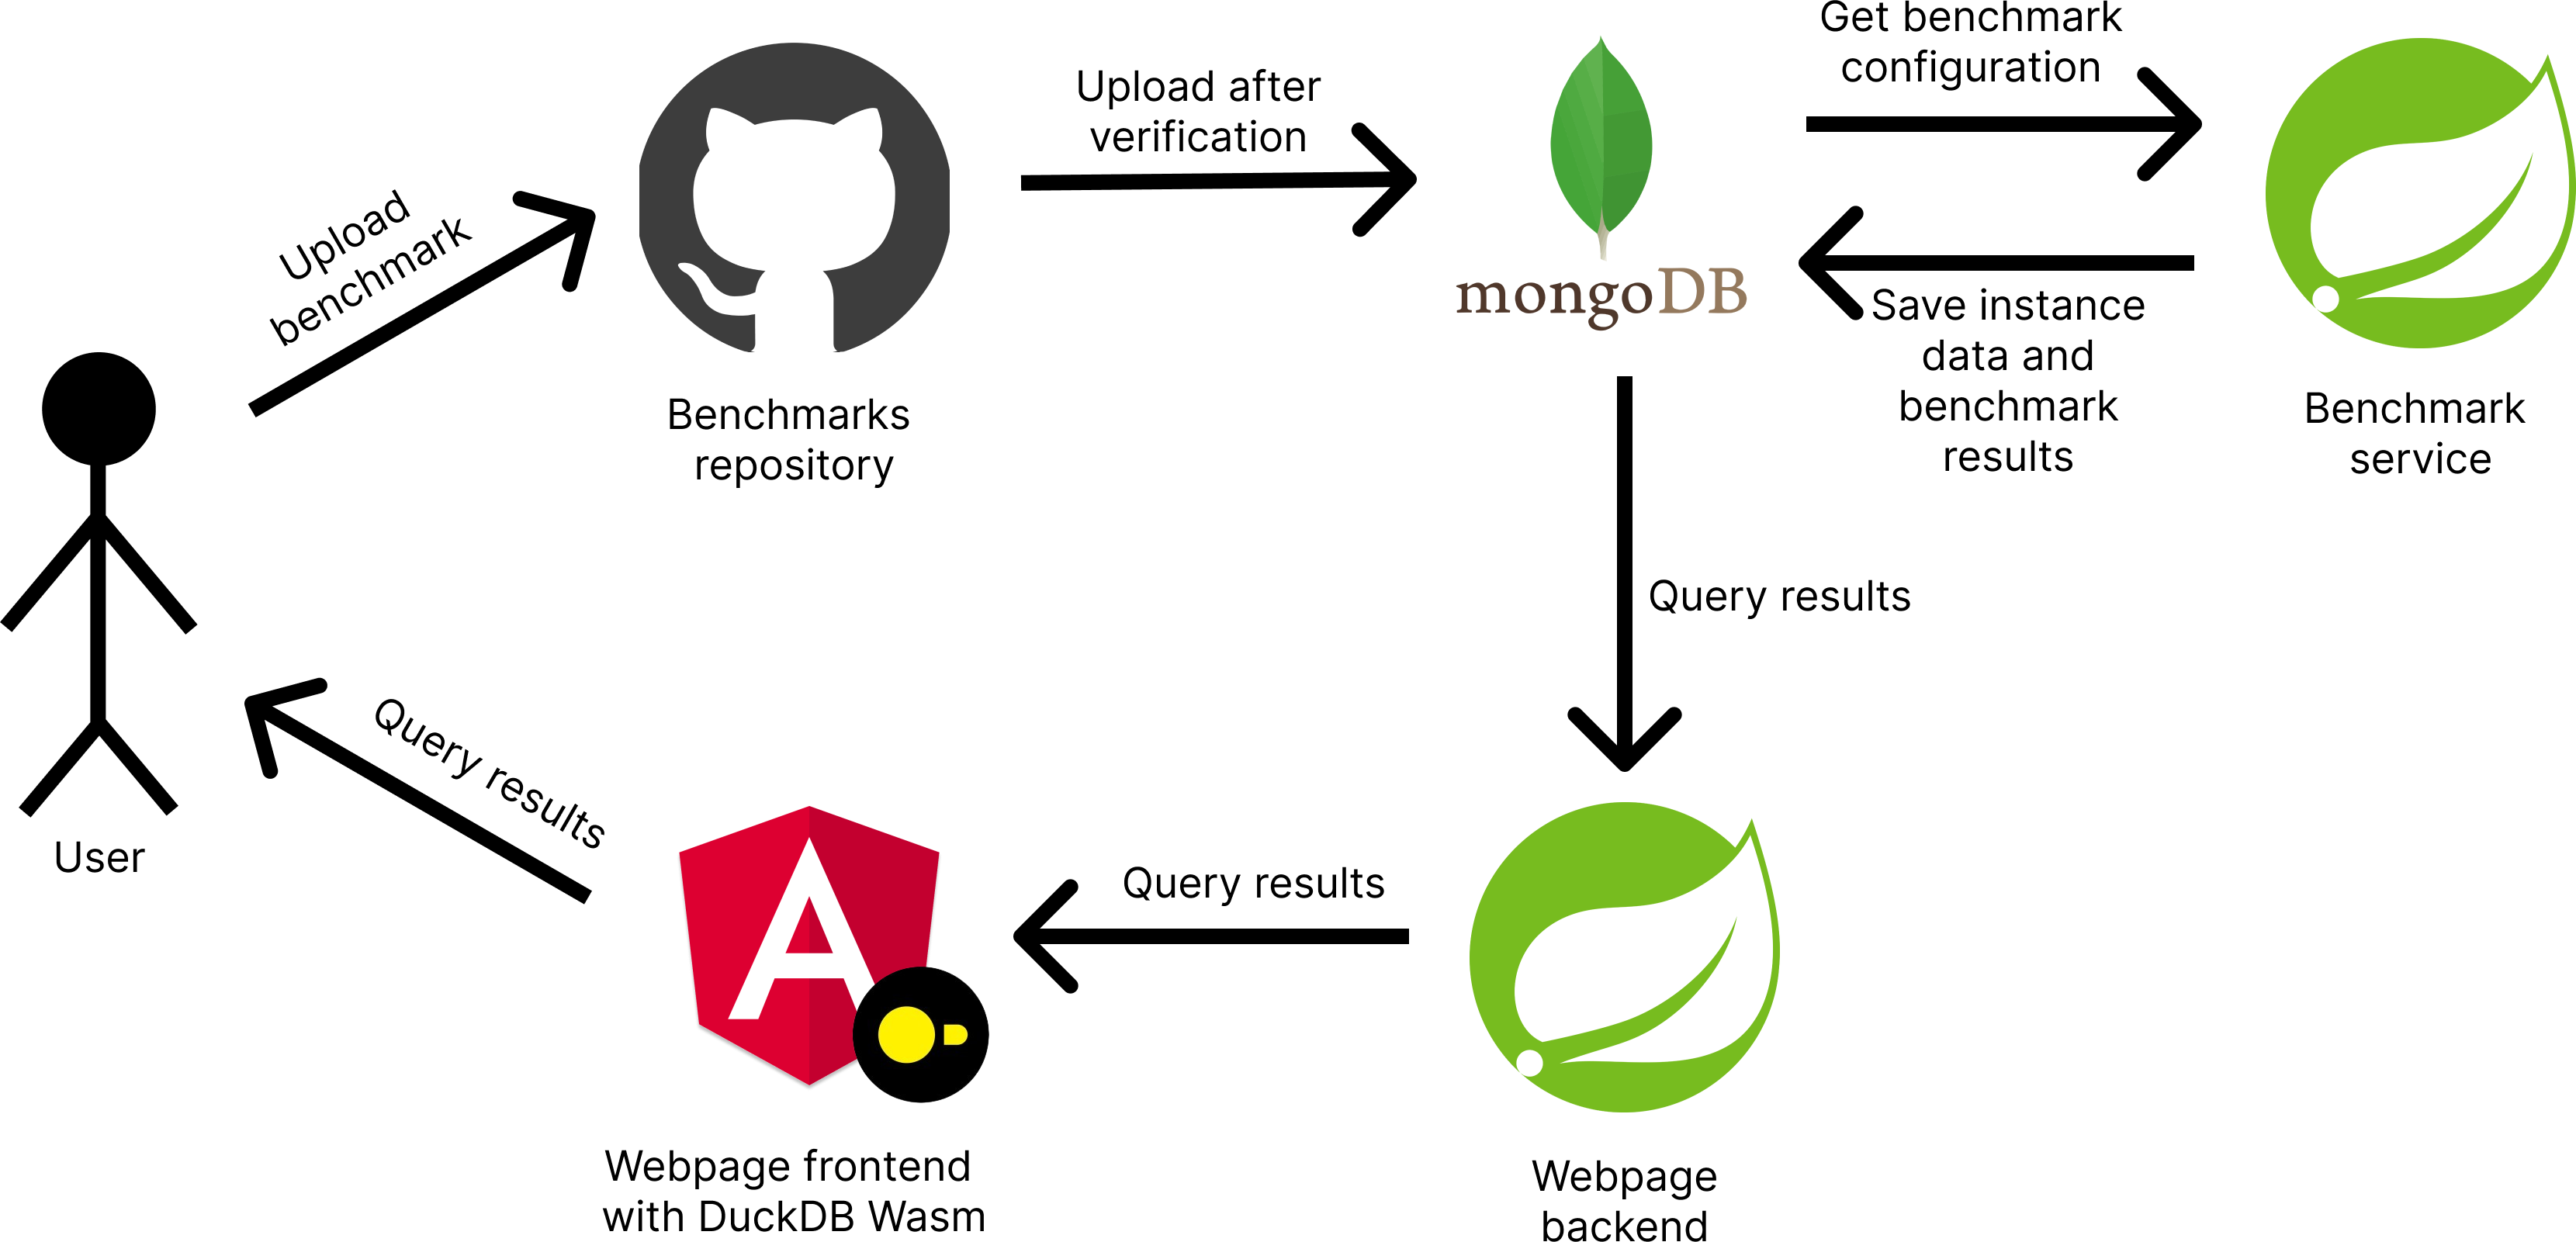 Get benchmark
configuration
Upload after
verification
Upload
benchmark
mongoDB
Save instance
data and
benchmark
results
Benchmarks
repository
Benchmark
service
Query results
Query results
User
Query results
Webpage frontend
with DuckDB Wasm
Webpage
backend